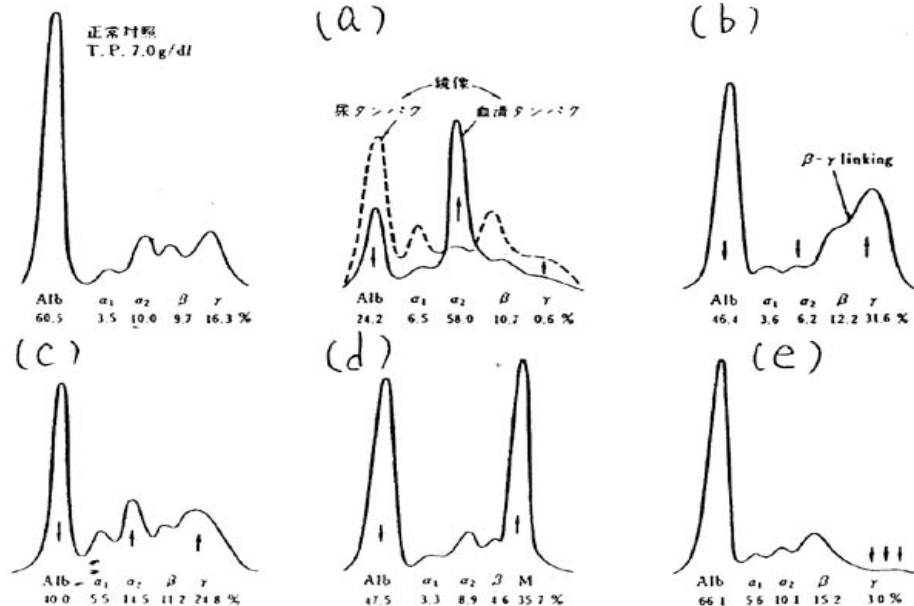 正常対照
T. P. 7.0g/dl
Alb α₁ α₂ β γ
60.5 3.5 10.0 9.7 16.3 %
(a)
鏡像
尿タンパク 血清タンパク
Alb α₁ α₂ β γ
24.2 6.5 58.0 10.7 0.6 %
(b)
β-γ linking
Alb α₁ α₂ β γ
46.4 3.6 6.2 12.2 31.6 %
(c)
Alb α₁ α₂ β γ
40.0 5.5 14.5 11.2 24.8 %
(d)
Alb α₁ α₂ β M
47.5 3.3 8.9 4.6 35.7 %
(e)
Alb α₁ α₂ β γ
66.1 5.6 10.1 15.2 3.0 %